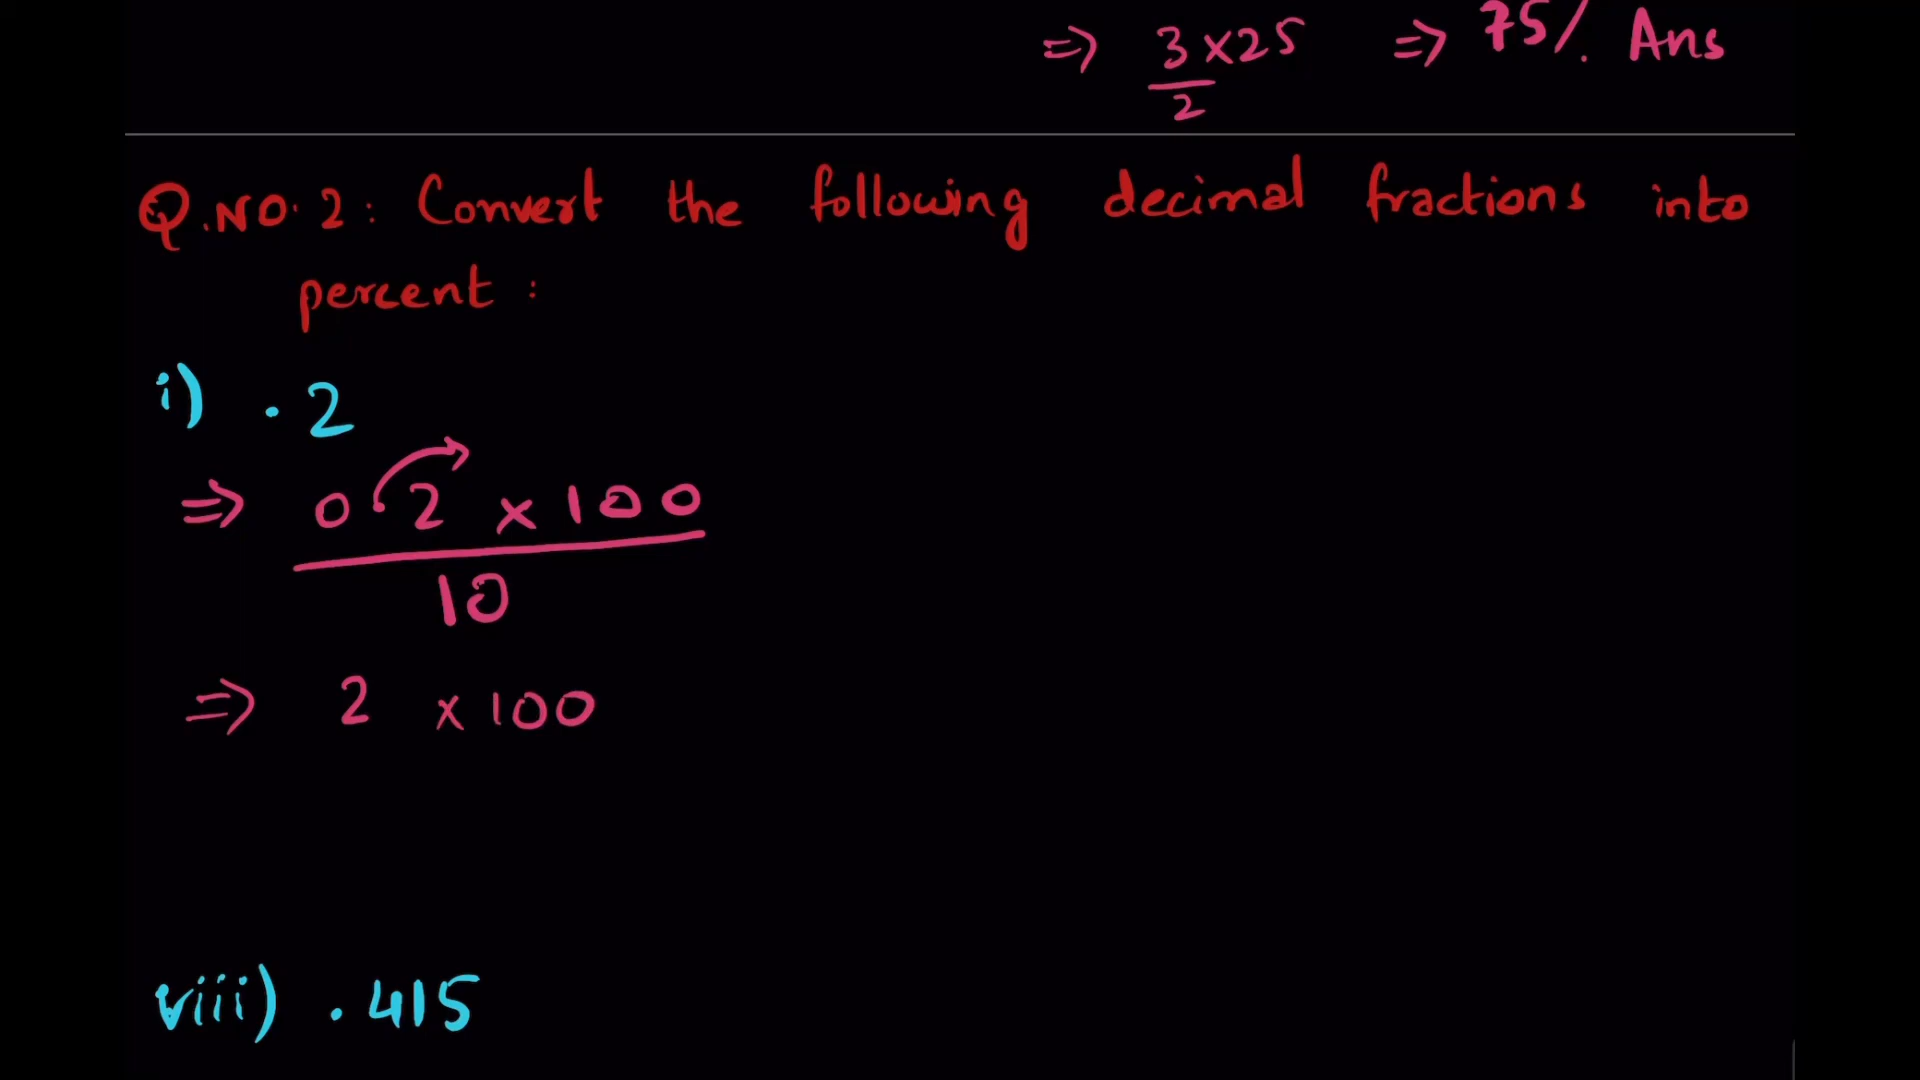 ⇒ 3×25/2 ⇒ 75% Ans
Q.NO.2: Convert the following decimal fractions into
percent:
i) .2
⇒ 0.2 × 100
10
⇒ 2 × 100
viii) .415